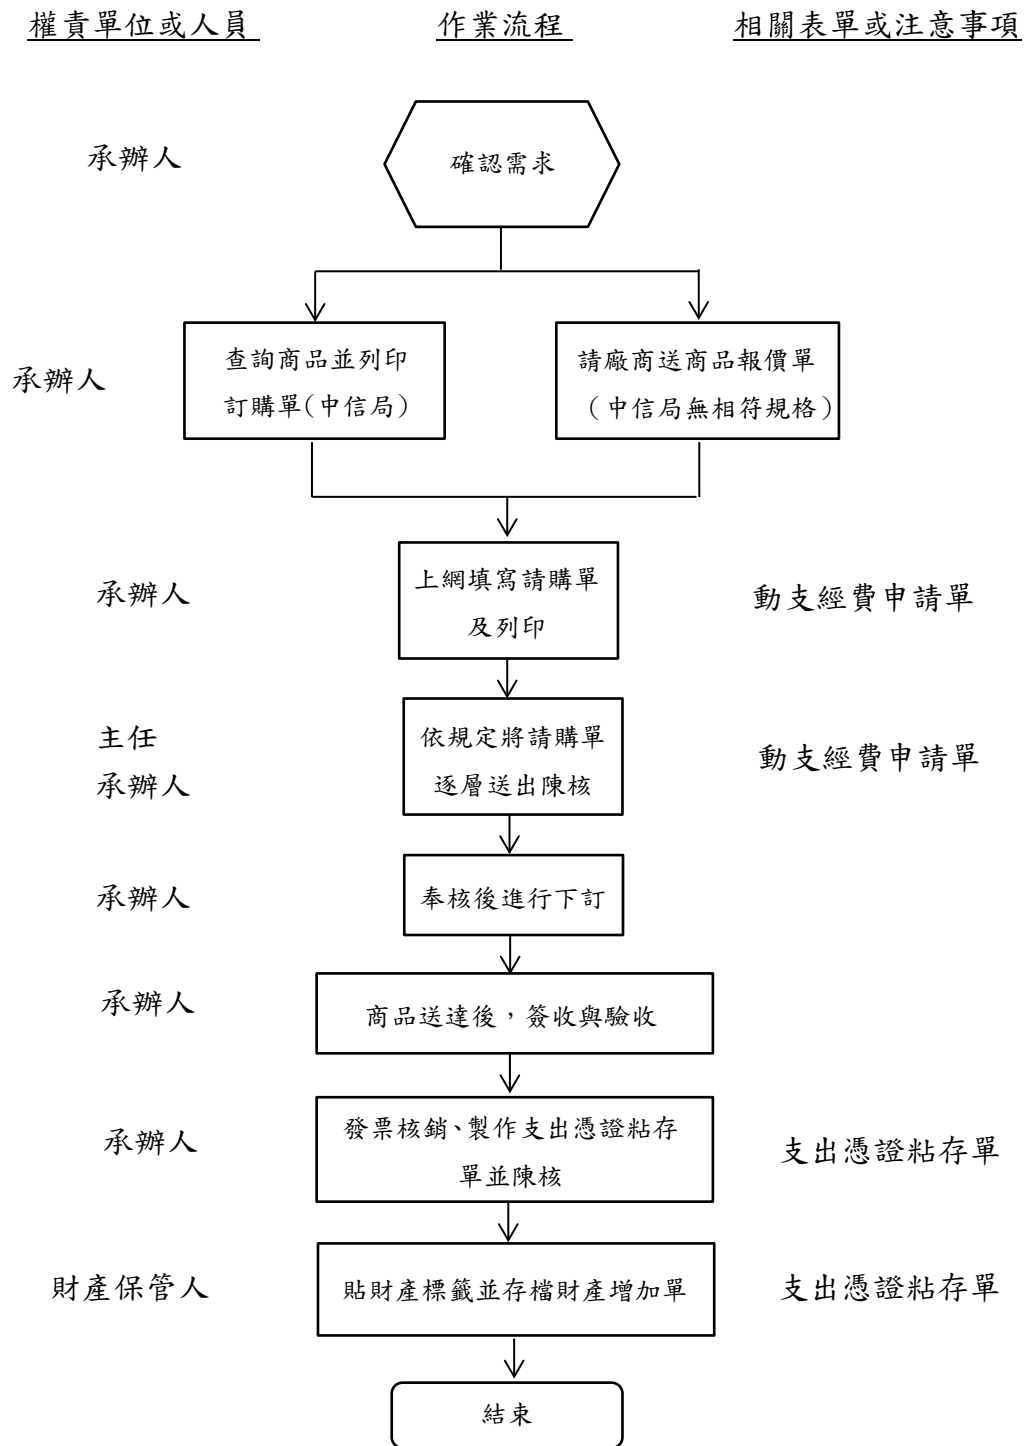 權責單位或人員
作業流程
相關表單或注意事項
承辦人
確認需求
承辦人
查詢商品並列印
訂購單(中信局)
請廠商送商品報價單
（中信局無相符規格）
承辦人
上網填寫請購單
及列印
動支經費申請單
主任
承辦人
依規定將請購單
逐層送出陳核
動支經費申請單
承辦人
奉核後進行下訂
承辦人
商品送達後，簽收與驗收
承辦人
發票核銷、製作支出憑證粘存
單並陳核
支出憑證粘存單
財產保管人
貼財產標籤並存檔財產增加單
支出憑證粘存單
結束